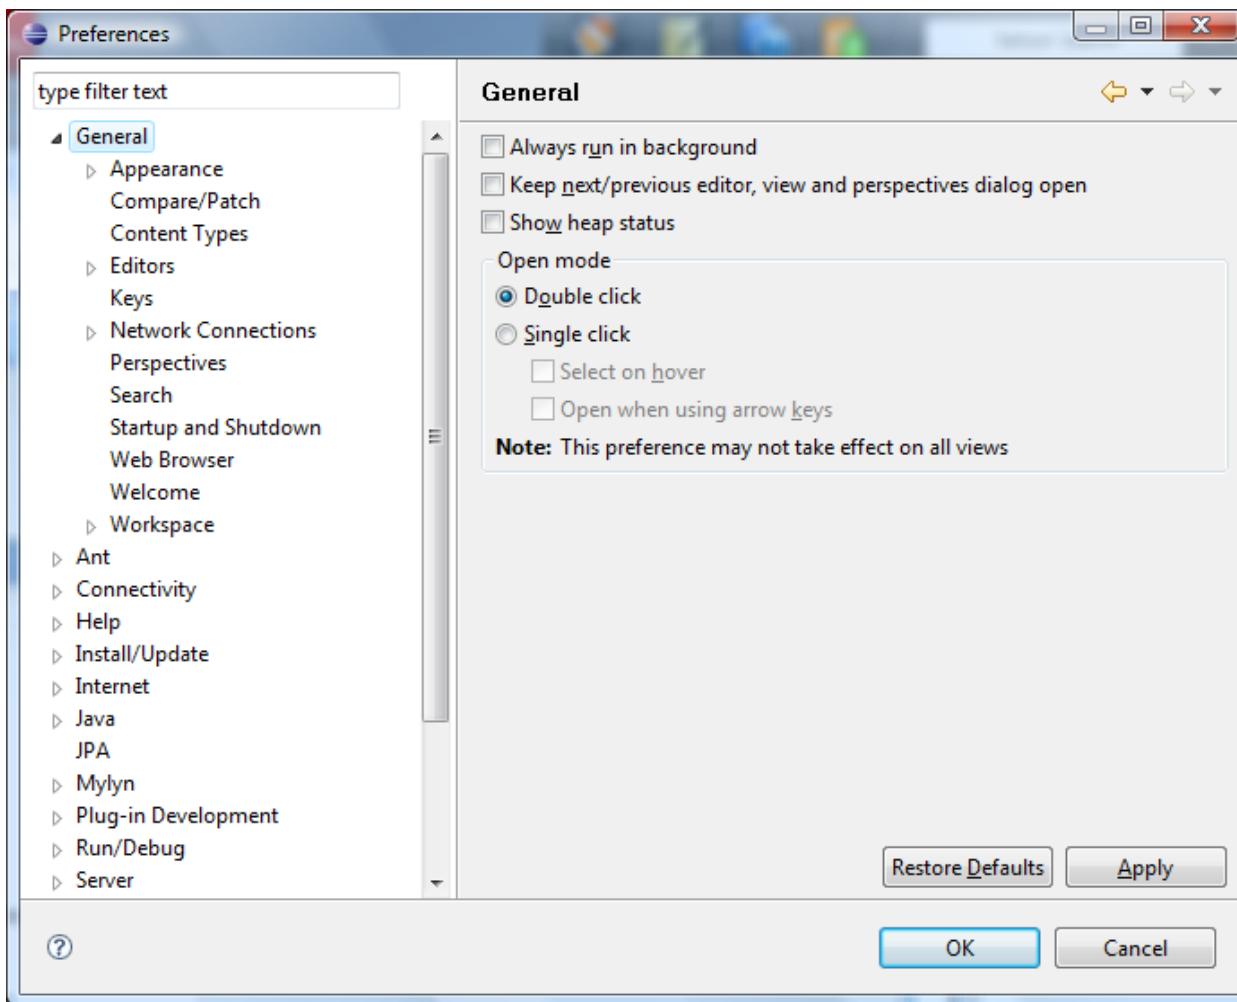 Preferences
type filter text
General
Appearance
Compare/Patch
Content Types
Editors
Keys
Network Connections
Perspectives
Search
Startup and Shutdown
Web Browser
Welcome
Workspace
Ant
Connectivity
Help
Install/Update
Internet
Java
JPA
Mylyn
Plug-in Development
Run/Debug
Server
General
Always run in background
Keep next/previous editor, view and perspectives dialog open
Show heap status
Open mode
Double click
Single click
Select on hover
Open when using arrow keys
Note: This preference may not take effect on all views
Restore Defaults
Apply
OK
Cancel